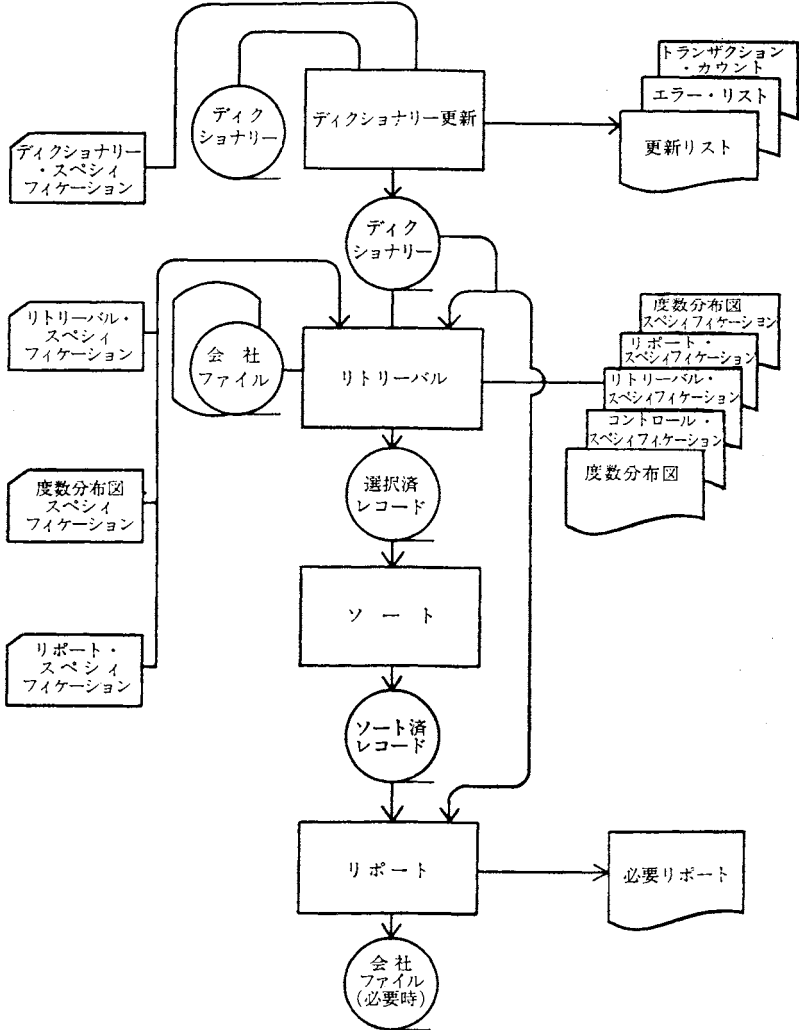 トランザクション
・カウント
エラー・リスト
更新リスト
ディク
ショナリー
ディクショナリー更新
ディクショナリー
・スペシィ
フィケーション
ディク
ショナリー
リトリーバル・
スペシィ
フィケーション
会社
ファイル
リトリーバル
度数分布図
スペシィフィケーション
リポート・
スペシィフィケーション
リトリーバル・
スペシィフィケーション
コントロール・
スペシィフィケーション
度数分布図
度数分布図
スペシィ
フィケーション
選択済
レコード
ソート
リポート・
スペシィ
フィケーション
ソート済
レコード
リポート
必要リポート
会社
ファイル
(必要時)